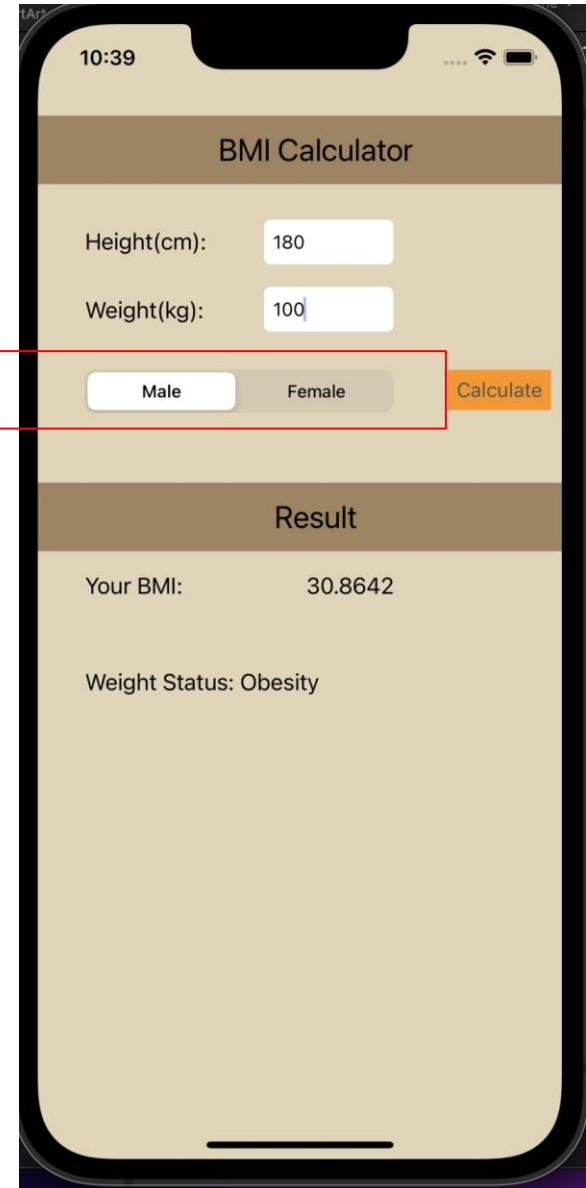 10:39
BMI Calculator
Height(cm): 180
Weight(kg): 100
Male Female Calculate
Result
Your BMI: 30.8642
Weight Status: Obesity